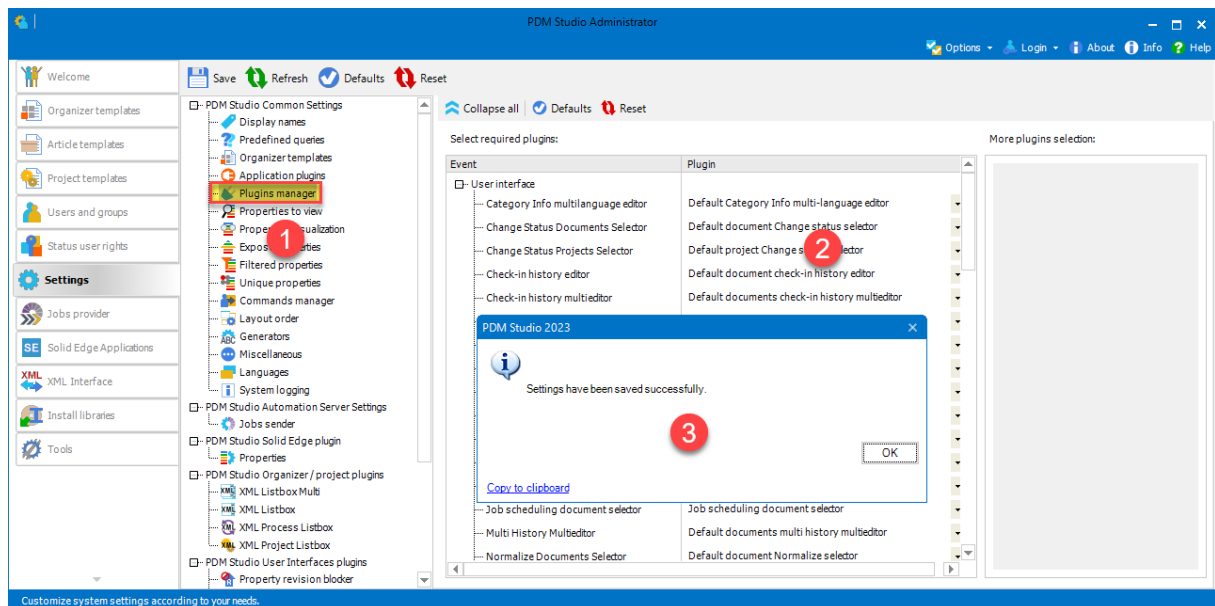 PDM Studio Administrator
Options
Login
About
Info
Help
Welcome
Organizer templates
Article templates
Project templates
Users and groups
Status user rights
Settings
Jobs provider
SE Solid Edge Applications
XML XML Interface
Install libraries
Tools
Save Refresh Defaults Reset
PDM Studio Common Settings
Display names
Predefined queries
Organizer templates
Application plugins
Plugins manager
Properties to view
1
Filtered properties
Unique properties
Commands manager
Layout order
ABC Generators
Miscellaneous
Languages
System logging
PDM Studio Automation Server Settings
Jobs sender
PDM Studio Solid Edge plugin
Properties
PDM Studio Organizer / project plugins
XML XML Listbox Multi
XML XML Listbox
XML Process Listbox
XML XML Project Listbox
PDM Studio User Interfaces plugins
Property revision blocker
Collapse all Defaults Reset
Select required plugins:
Event Plugin
User interface
Category Info multilanguage editor Default Category Info multi-language editor
Change Status Documents Selector Default document Change status selector
Change Status Projects Selector Default project Change
2
Check-in history editor Default document check-in history editor
Check-in history multieditor Default documents check-in history multieditor
PDM Studio 2023
Settings have been saved successfully.
3
OK
Copy to clipboard
Job scheduling document selector Job scheduling document selector
Multi History Multieditor Default documents multi history multieditor
Normalize Documents Selector Default document Normalize selector
More plugins selection:
Customize system settings according to your needs.